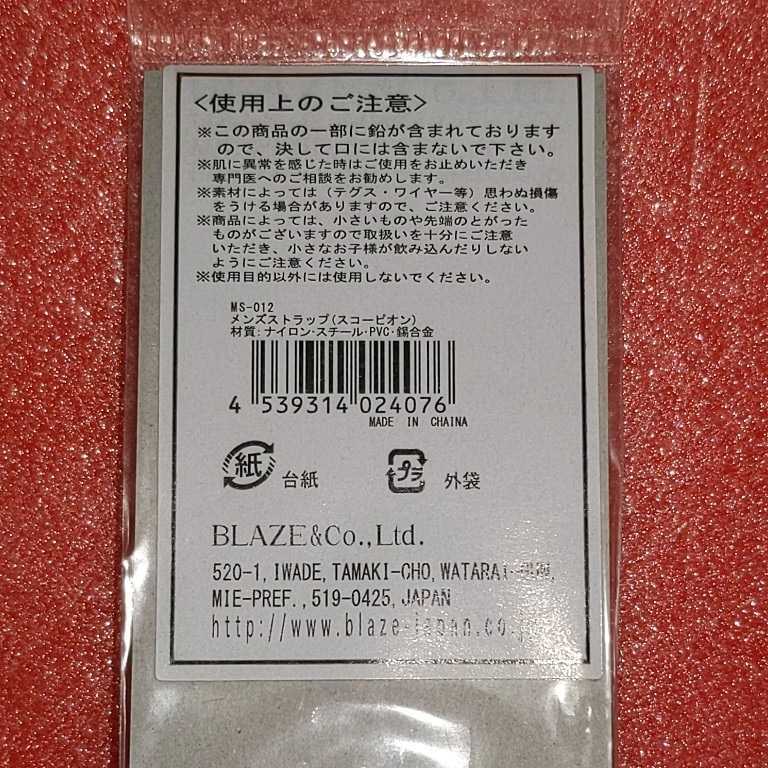 <使用上のご注意>
※この商品の一部に鉛が含まれております
ので、決して口には含まないで下さい。
※肌に異常を感じた時はご使用をお止めいただき
専門医へのご相談をお勧めします。
※素材によっては(テグス・ワイヤー等)思わぬ損傷
をうける場合がありますので、ご注意ください。
※商品によっては、小さいものや先端のとがった
ものがございますので取扱いを十分にご注意
いただき、小さなお子様が飲み込んだりしない
ようにご注意ください。
※使用目的以外には使用しないでください。
MS-012
メンズストラップ(スコーピオン)
材質:ナイロン・スチール・PVC・錫合金
4 539314 024076
MADE IN CHAINA
紙 台紙 プラ 外袋
BLAZE&Co.,Ltd.
520-1, IWADE, TAMAKI-CHO, WATARAI-GUN,
MIE-PREF., 519-0425, JAPAN
http://www.blaze-japan.co.jp